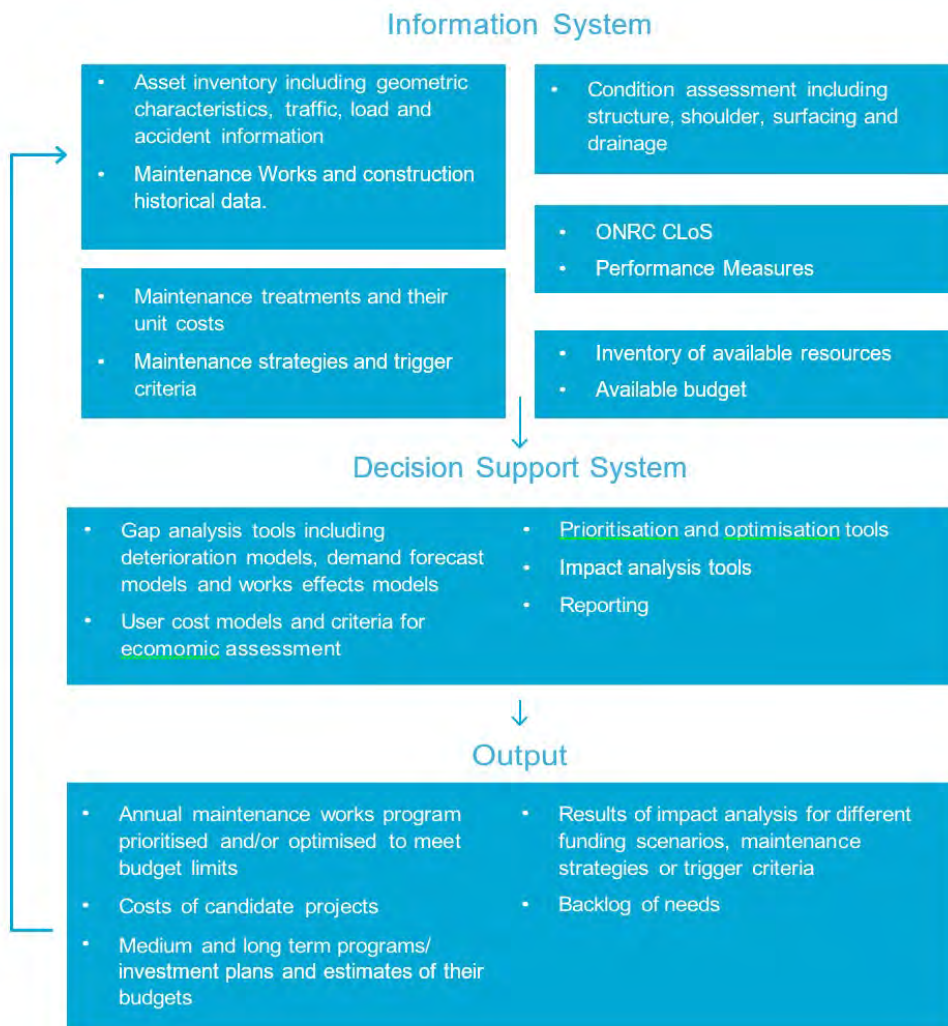 Information System
• Asset inventory including geometric
characteristics, traffic, load and
accident information
• Maintenance Works and construction
historical data.
• Condition assessment including
structure, shoulder, surfacing and
drainage
• ONRC CLoS
• Performance Measures
• Maintenance treatments and their
unit costs
• Maintenance strategies and trigger
criteria
• Inventory of available resources
• Available budget
Decision Support System
• Gap analysis tools including
deterioration models, demand forecast
models and works effects models
• User cost models and criteria for
ecomomic assessment
• Prioritisation and optimisation tools
• Impact analysis tools
• Reporting
Output
• Annual maintenance works program
prioritised and/or optimised to meet
budget limits
• Costs of candidate projects
• Medium and long term programs/
investment plans and estimates of their
budgets
• Results of impact analysis for different
funding scenarios, maintenance
strategies or trigger criteria
• Backlog of needs